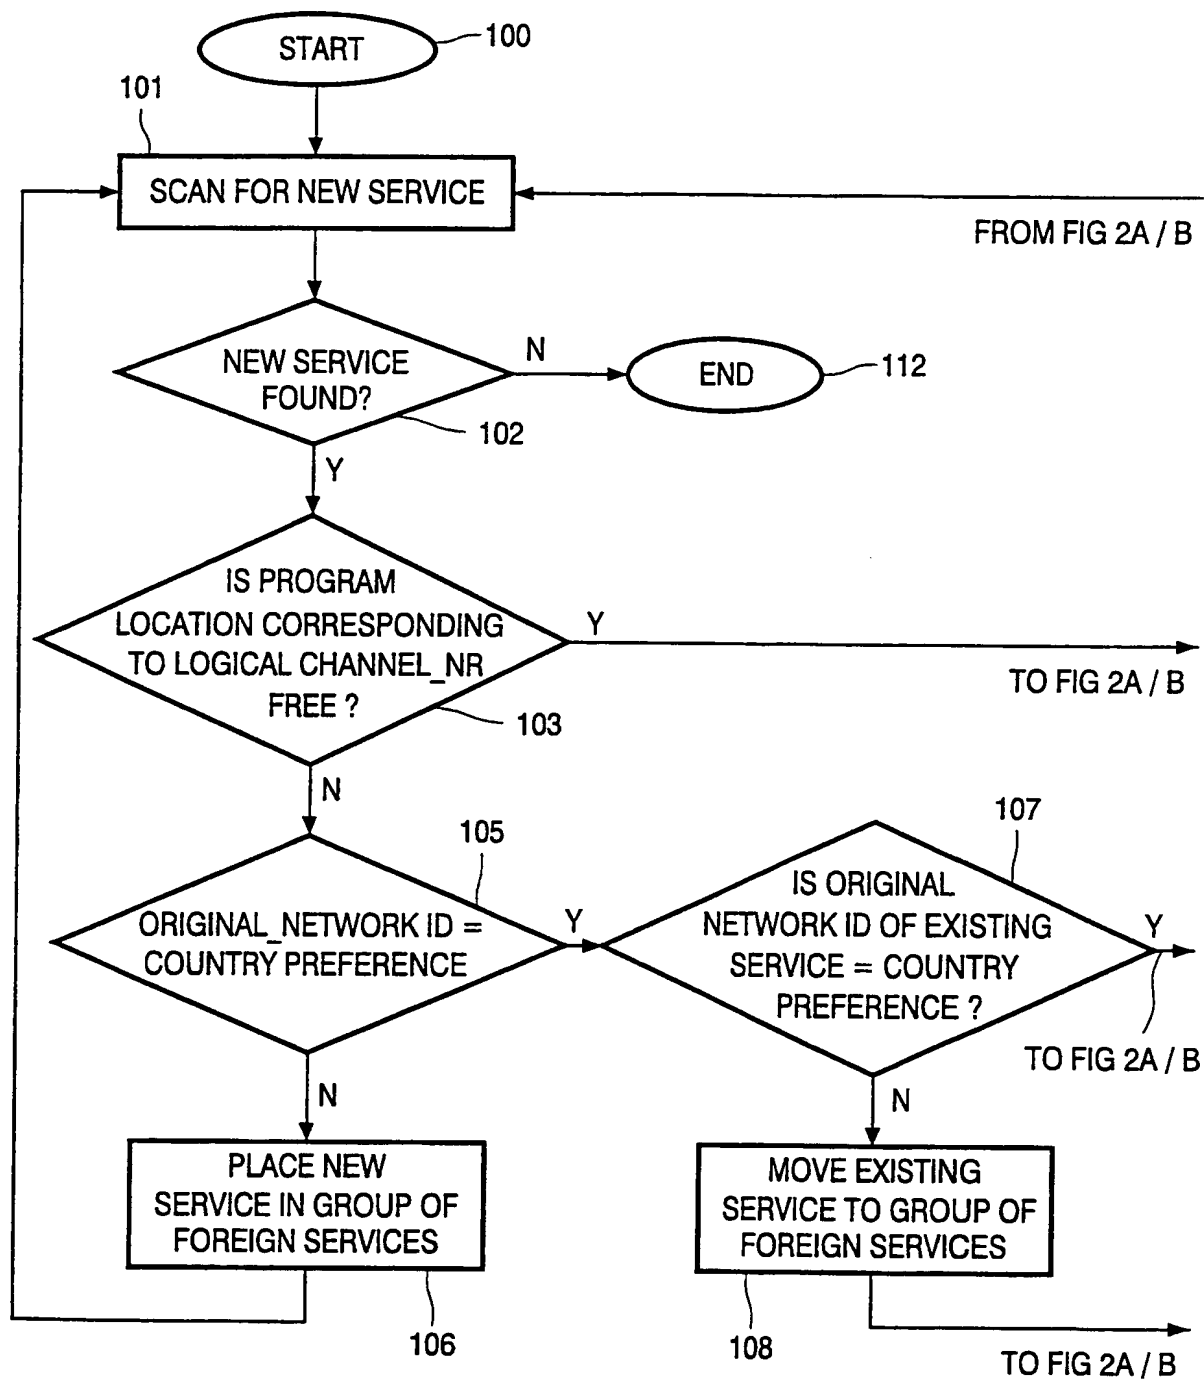 START
100
101
SCAN FOR NEW SERVICE
FROM FIG 2A / B
NEW SERVICE
FOUND?
N
END
112
102
Y
IS PROGRAM
LOCATION CORRESPONDING
TO LOGICAL CHANNEL_NR
FREE ?
Y
TO FIG 2A / B
103
N
105
ORIGINAL_NETWORK ID =
COUNTRY PREFERENCE
Y
107
IS ORIGINAL
NETWORK ID OF EXISTING
SERVICE = COUNTRY
PREFERENCE ?
Y
TO FIG 2A / B
N
N
PLACE NEW
SERVICE IN GROUP OF
FOREIGN SERVICES
106
MOVE EXISTING
SERVICE TO GROUP OF
FOREIGN SERVICES
108
TO FIG 2A / B